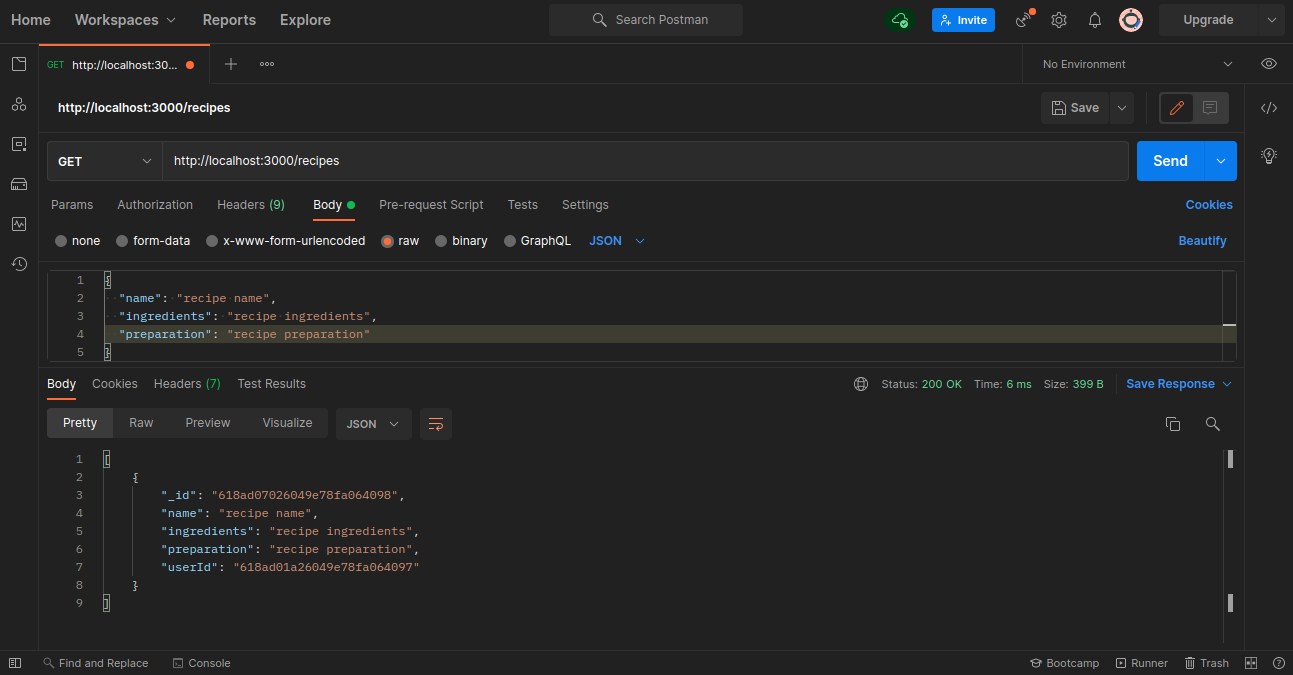 Home Workspaces Reports Explore Search Postman Invite Upgrade
GET http://localhost:30... No Environment
http://localhost:3000/recipes Save
GET http://localhost:3000/recipes Send
Params Authorization Headers (9) Body Pre-request Script Tests Settings Cookies
none form-data x-www-form-urlencoded raw binary GraphQL JSON Beautify
1 {
2 "name": "recipe name",
3 "ingredients": "recipe ingredients",
4 "preparation": "recipe preparation"
5 }
Body Cookies Headers (7) Test Results Status: 200 OK Time: 6 ms Size: 399 B Save Response
Pretty Raw Preview Visualize JSON
1 [
2 {
3 "_id": "618ad07026049e78fa064098",
4 "name": "recipe name",
5 "ingredients": "recipe ingredients",
6 "preparation": "recipe preparation",
7 "userId": "618ad01a26049e78fa064097"
8 }
9 ]
Find and Replace Console Bootcamp Runner Trash